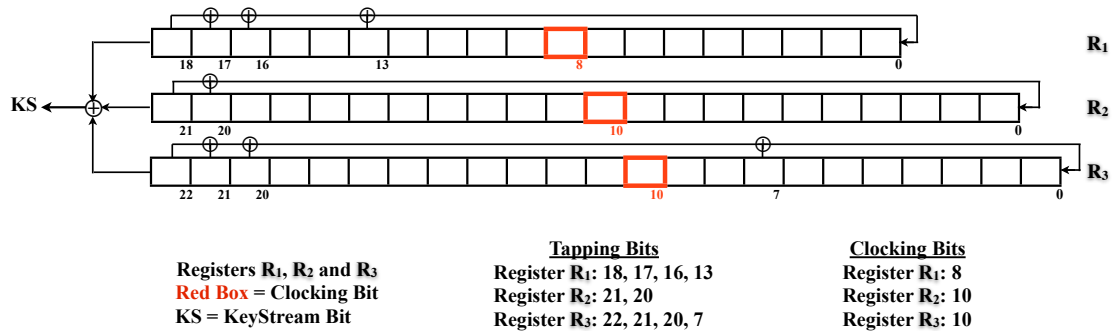 18 17 16 13 8 0 R1
KS
21 20 10 0 R2
22 21 20 10 7 0 R3
Registers R1, R2 and R3
Red Box = Clocking Bit
KS = KeyStream Bit
Tapping Bits
Register R1: 18, 17, 16, 13
Register R2: 21, 20
Register R3: 22, 21, 20, 7
Clocking Bits
Register R1: 8
Register R2: 10
Register R3: 10